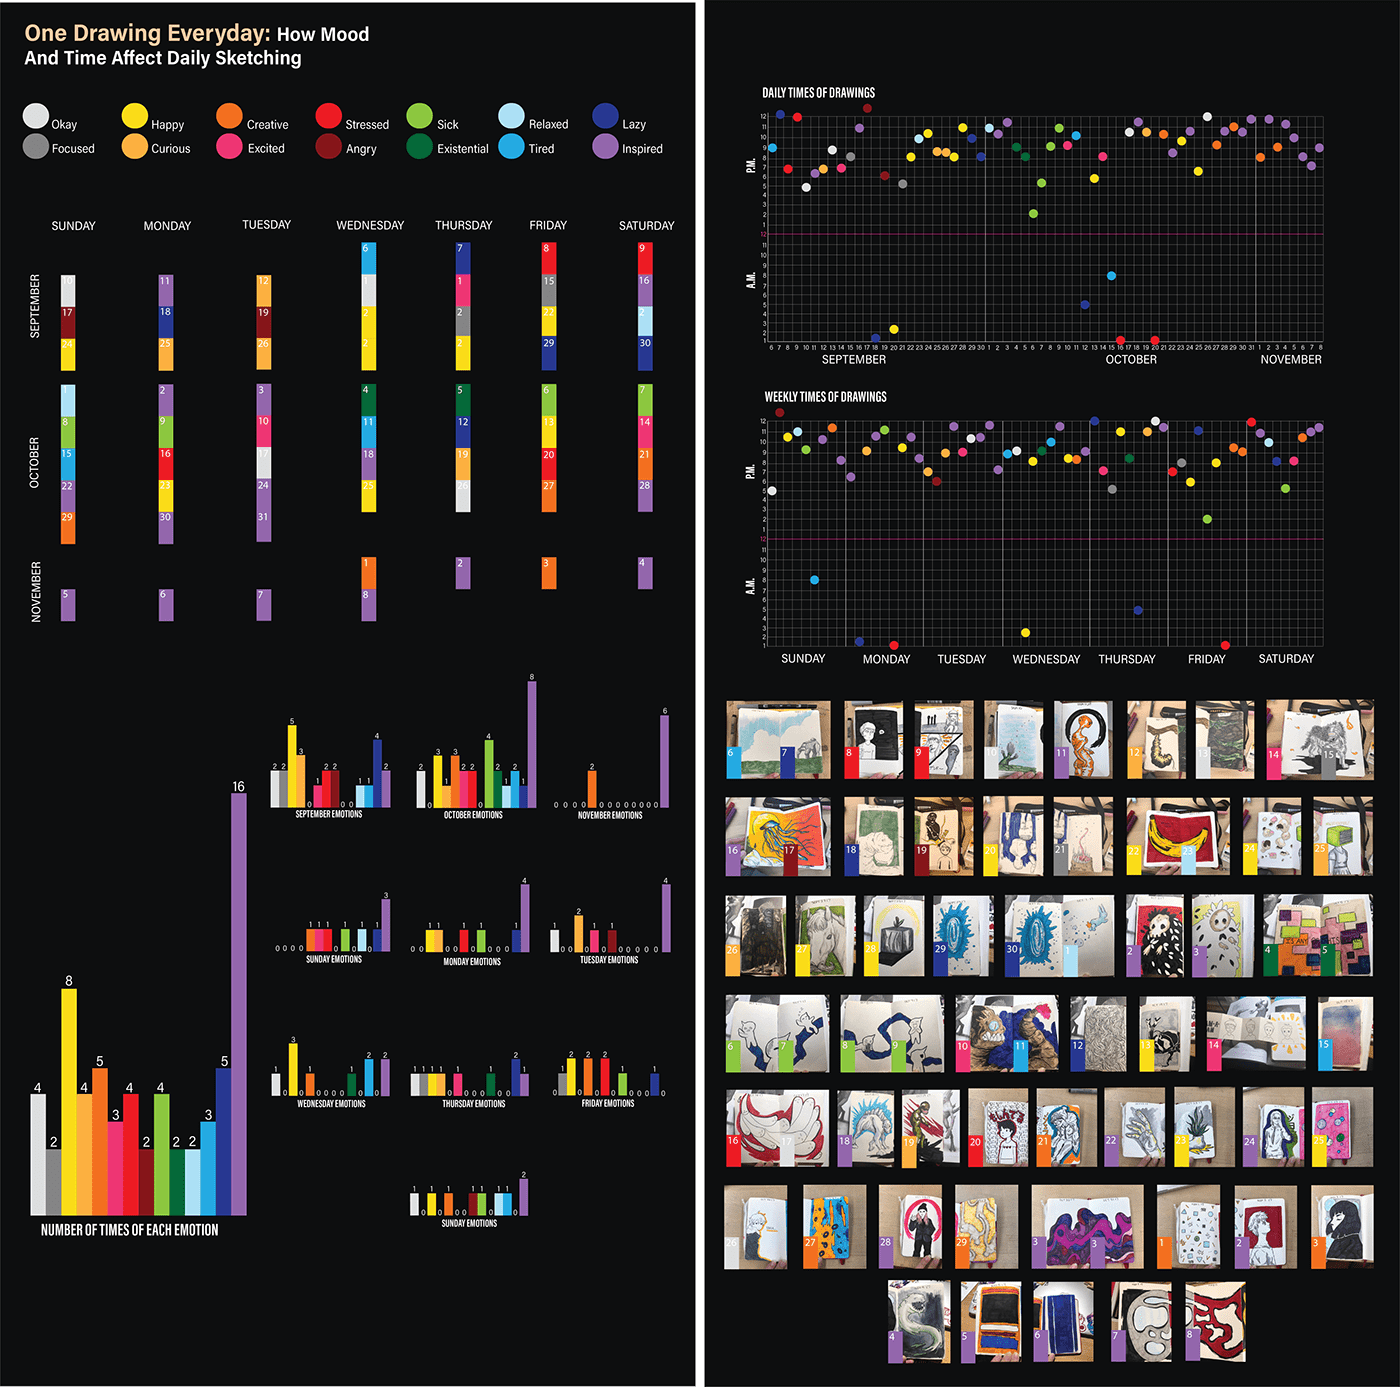 One Drawing Everyday: How Mood
And Time Affect Daily Sketching
Okay Happy Creative Stressed Sick Relaxed Lazy
Focused Curious Excited Angry Existential Tired Inspired
SUNDAY MONDAY TUESDAY WEDNESDAY THURSDAY FRIDAY SATURDAY
SEPTEMBER
6 7 8 9
10 11 12 1 1 15 16
17 18 19 2 2 22 2
24 25 26 2 2 29 30
OCTOBER
1 2 3 4 5 6 7
8 9 10 11 12 13 14
15 16 17 18 19 20 21
22 23 24 25 26 27 28
29 30 31
NOVEMBER
1 2 3 4
5 6 7 8
2 2 5 3 0 1 2 2 0 0 1 1 4 2
SEPTEMBER EMOTIONS
2 0 3 1 3 2 2 0 4 2 1 2 1 8
OCTOBER EMOTIONS
0 0 0 0 2 0 0 0 0 0 0 0 0 6
NOVEMBER EMOTIONS
0 0 0 0 1 1 1 0 1 0 1 0 1 3
SUNDAY EMOTIONS
0 0 1 1 0 0 1 0 1 0 0 0 1 4
MONDAY EMOTIONS
1 0 2 0 1 0 1 0 0 0 0 4
TUESDAY EMOTIONS
1 0 3 0 1 0 0 0 0 1 0 2 0 2
WEDNESDAY EMOTIONS
1 1 1 1 0 1 0 0 0 1 0 0 2 1
THURSDAY EMOTIONS
0 1 2 0 2 0 2 0 1 0 0 0 1 0
FRIDAY EMOTIONS
1 0 1 0 1 0 0 1 1 0 1 1 0 2
SUNDAY EMOTIONS
4 2 8 4 5 3 4 2 4 2 2 3 5 16
NUMBER OF TIMES OF EACH EMOTION
DAILY TIMES OF DRAWINGS
P.M.
12
11
10
9
8
7
6
5
4
2
1
12
A.M.
11
10
9
8
7
6
5
4
3
2
1
6 7 8 9 10 11 12 13 14 15 16 17 18 19 20 21 22 23 24 25 26 27 28 29 30 1 2 3 4 5 6 7 8 9 10 11 12 13 14 15 16 17 18 19 20 21 22 23 24 25 26 27 28 29 30 31 1 2 3 4 5 6 7 8
SEPTEMBER OCTOBER NOVEMBER
WEEKLY TIMES OF DRAWINGS
P.M.
12
11
10
9
8
7
6
5
4
3
2
1
12
A.M.
11
10
9
8
7
6
5
4
3
2
1
SUNDAY MONDAY TUESDAY WEDNESDAY THURSDAY FRIDAY SATURDAY
6 7 8 9 11 12 14 15
16 17 18 19 20 21 22 23 24 25
26 27 28 29 30 1 2 3 4 5
6 7 8 9 10 11 12 13 14 15
16 17 18 19 20 21 22 23 24 25
26 27 28 29 3 3 1 2 3
4 5 6 7 8